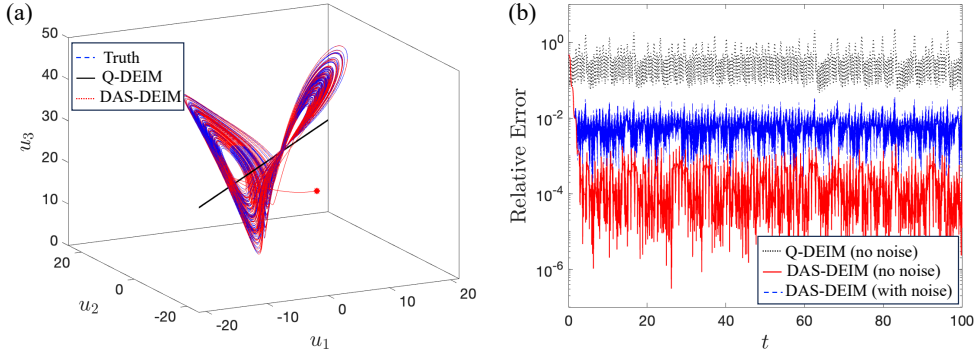 (a)
50
40
30
20
10
0
u₃
Truth
Q-DEIM
DAS-DEIM
20
0
-20
u₂
-20
-10
0
10
20
u₁
(b)
10⁰
10⁻²
10⁻⁴
10⁻⁶
Relative Error
Q-DEIM (no noise)
DAS-DEIM (no noise)
DAS-DEIM (with noise)
0
20
40
60
80
100
t